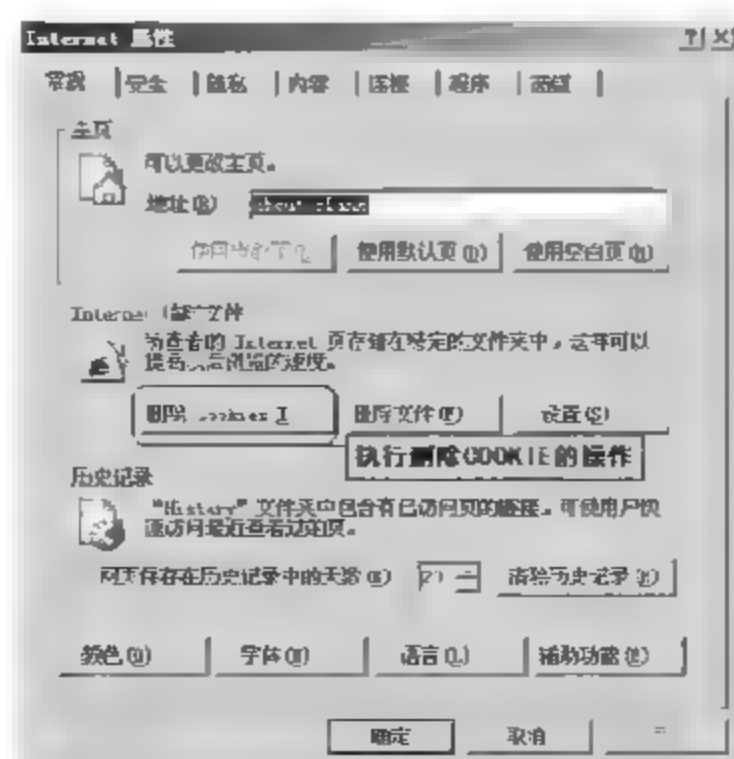 Internet 属性
常规 安全 隐私 内容 连接 程序 高级
主页
可以更改主页。
地址(R)
使用默认页(D) 使用空白页(B)
Internet 临时文件
所查看的 Internet 页存储在特定的文件夹中，这样可以
提高以后浏览的速度。
删除 Cookies I 删除文件(F) 设置(S)
执行删除COOKIE的操作
历史记录
“History”文件夹中包含有已访问页的链接，可使用户快
速访问最近查看过的页。
网页保存在历史记录中的天数(K) 清除历史记录(H)
颜色(O) 字体(N) 语言(L) 辅助功能(E)
确定 取消